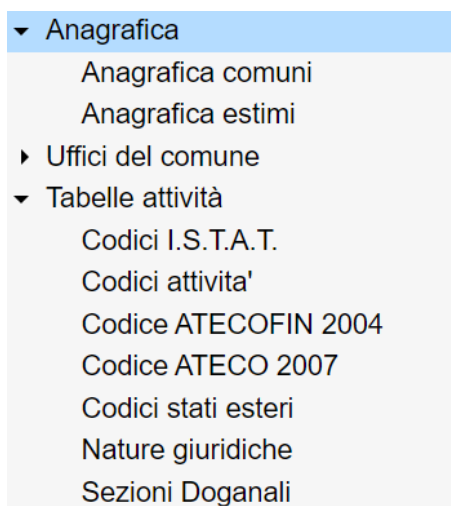 Anagrafica
Anagrafica comuni
Anagrafica estimi
Uffici del comune
Tabelle attività
Codici I.S.T.A.T.
Codici attivita'
Codice ATECOFIN 2004
Codice ATECO 2007
Codici stati esteri
Nature giuridiche
Sezioni Doganali